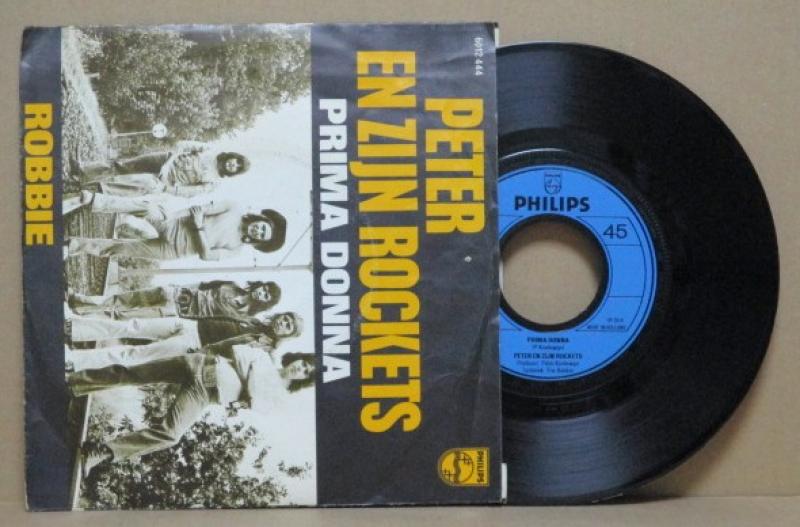 6012 444
PETER
EN ZIJN ROCKETS
PRIMA DONNA
ROBBIE
PHILIPS
PHILIPS
45
PRIMA DONNA
PETER EN ZIJN ROCKETS